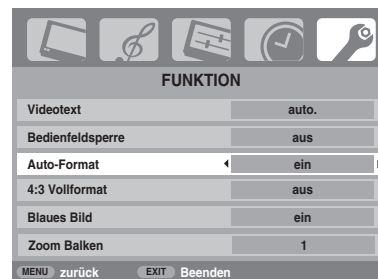 FUNKTION
Videotext auto.
Bedienfeldsperre aus
Auto-Format ein
4:3 Vollformat aus
Blaues Bild ein
Zoom Balken 1
MENU zurück EXIT Beenden